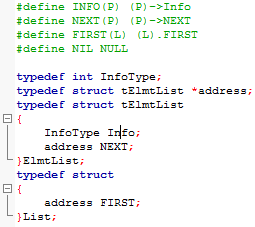 #define INFO(P) (P)->Info
#define NEXT(P) (P)->NEXT
#define FIRST(L) (L).FIRST
#define NIL NULL
typedef int InfoType;
typedef struct tElmtList *address;
typedef struct tElmtList
{
InfoType Info;
address NEXT;
}ElmtList;
typedef struct
{
address FIRST;
}List;